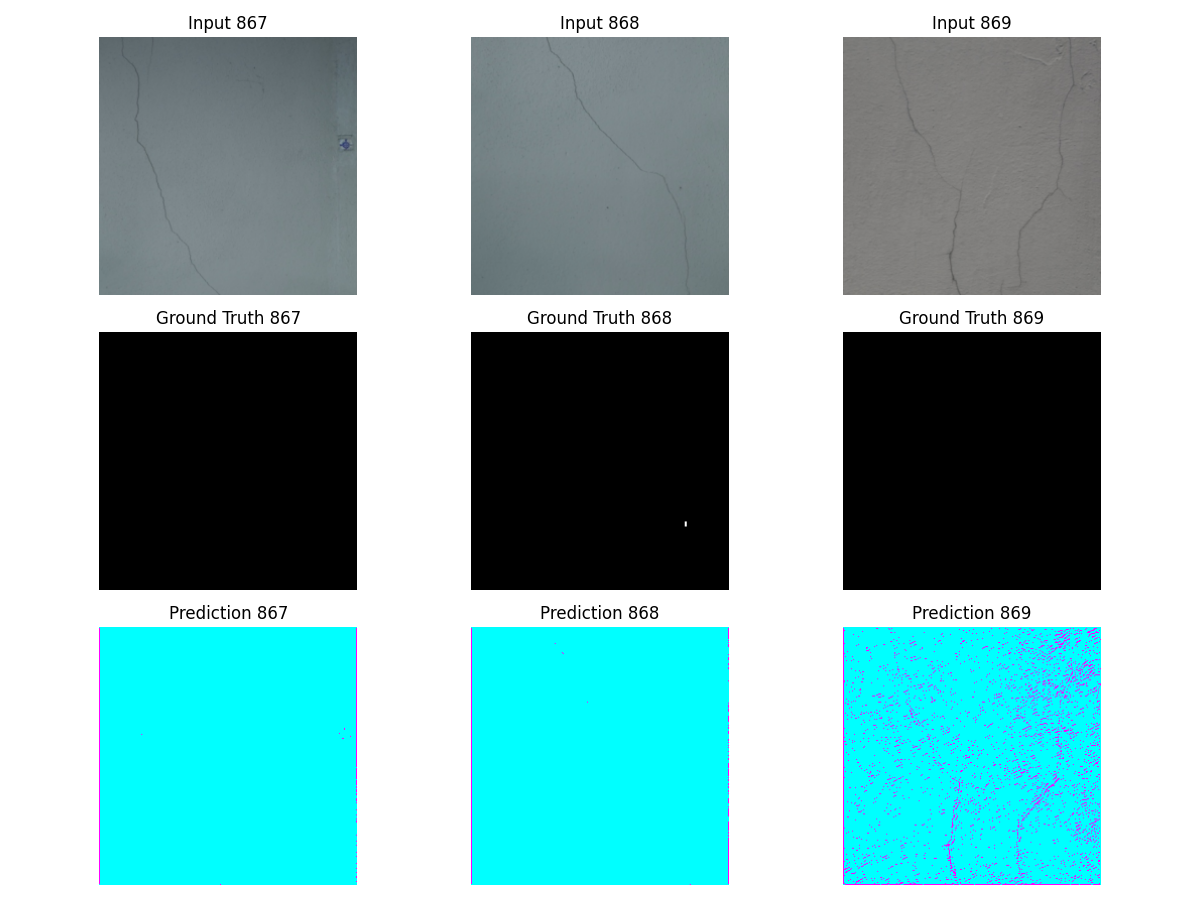 Input 867
Input 868
Input 869
Ground Truth 867
Ground Truth 868
Ground Truth 869
Prediction 867
Prediction 868
Prediction 869